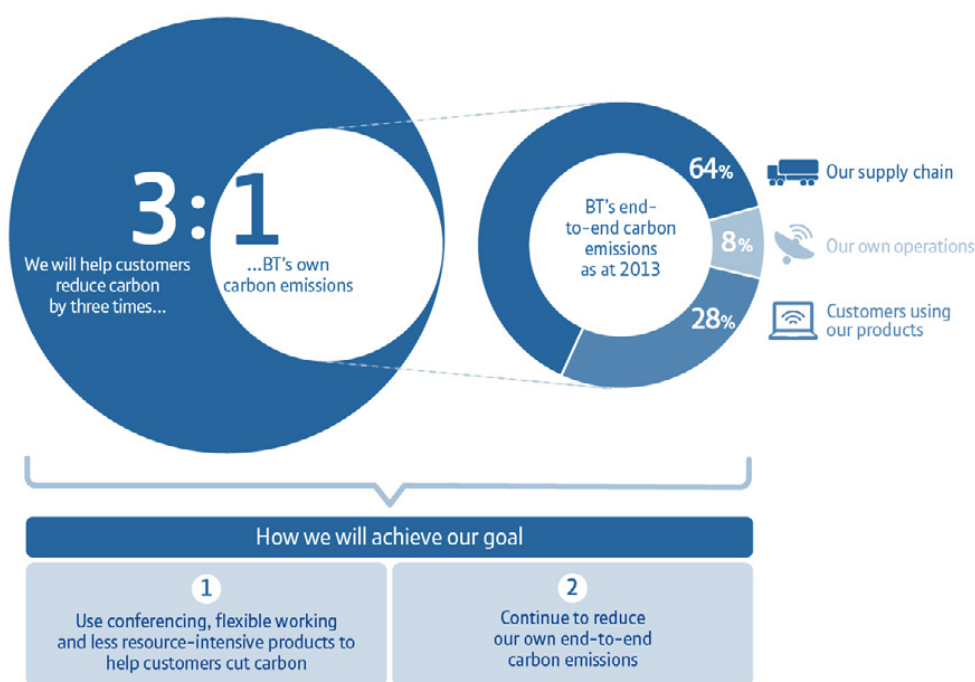 3:1
We will help customers
reduce carbon
by three times...
...BT's own
carbon emissions
BT's end-
to-end carbon
emissions
as at 2013
64%
8%
28%
Our supply chain
Our own operations
Customers using
our products
How we will achieve our goal
1
Use conferencing, flexible working
and less resource-intensive products to
help customers cut carbon
2
Continue to reduce
our own end-to-end
carbon emissions